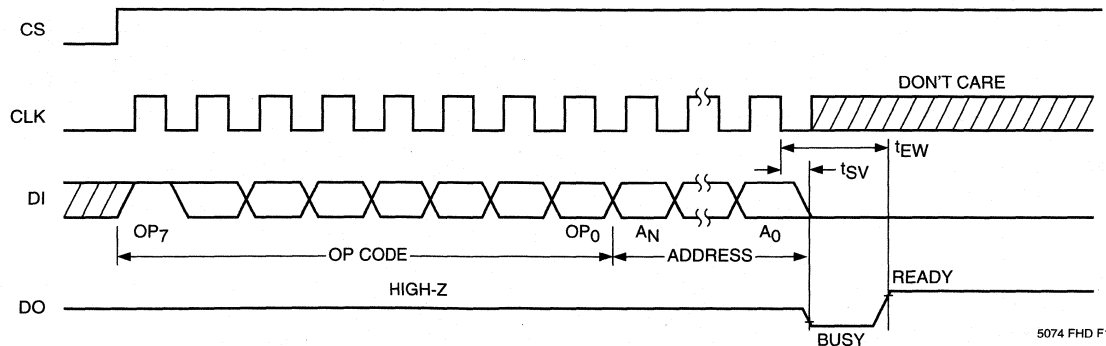 CS
DON'T CARE
CLK
tEW
tSV
DI
OP7
OP0
AN
A0
OP CODE
ADDRESS
HIGH-Z
READY
DO
BUSY
5074 FHD F